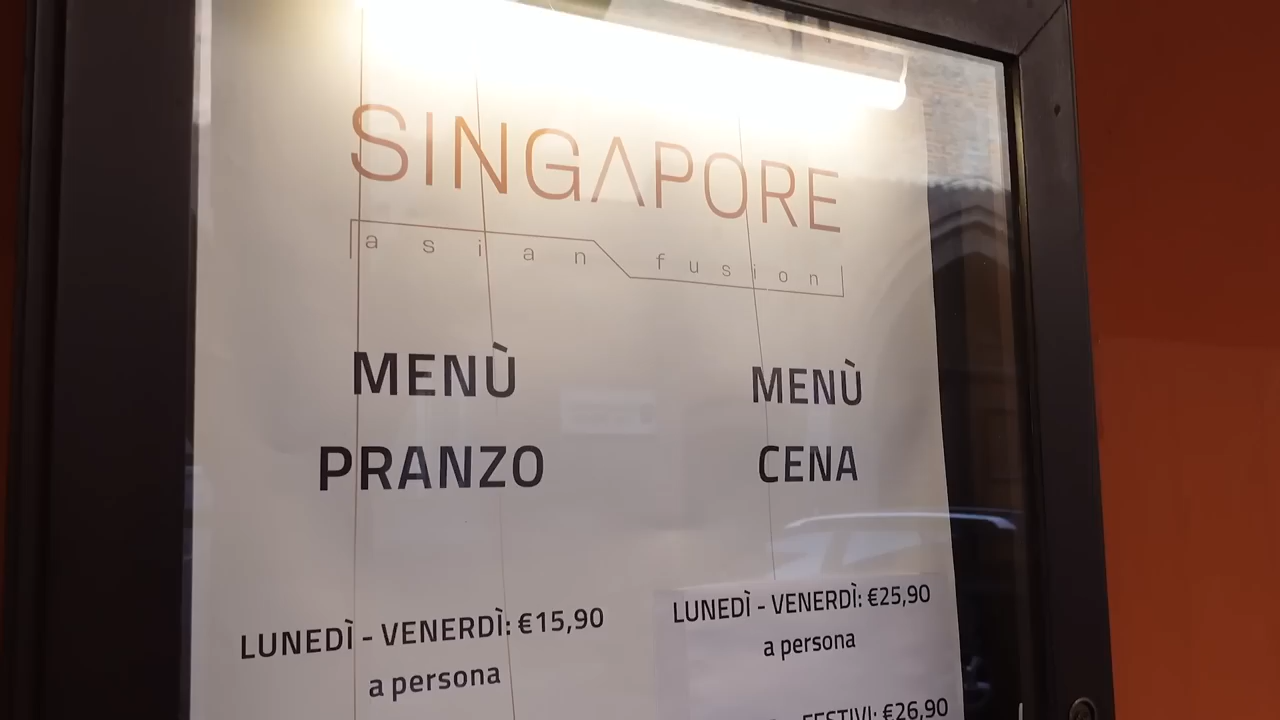 SINGAPORE
asian fusion
MENÙ
PRANZO
LUNEDÌ - VENERDÌ: €15,90
a persona
MENÙ
CENA
LUNEDÌ - VENERDÌ: €25,90
a persona
- FESTIVI: €26,90